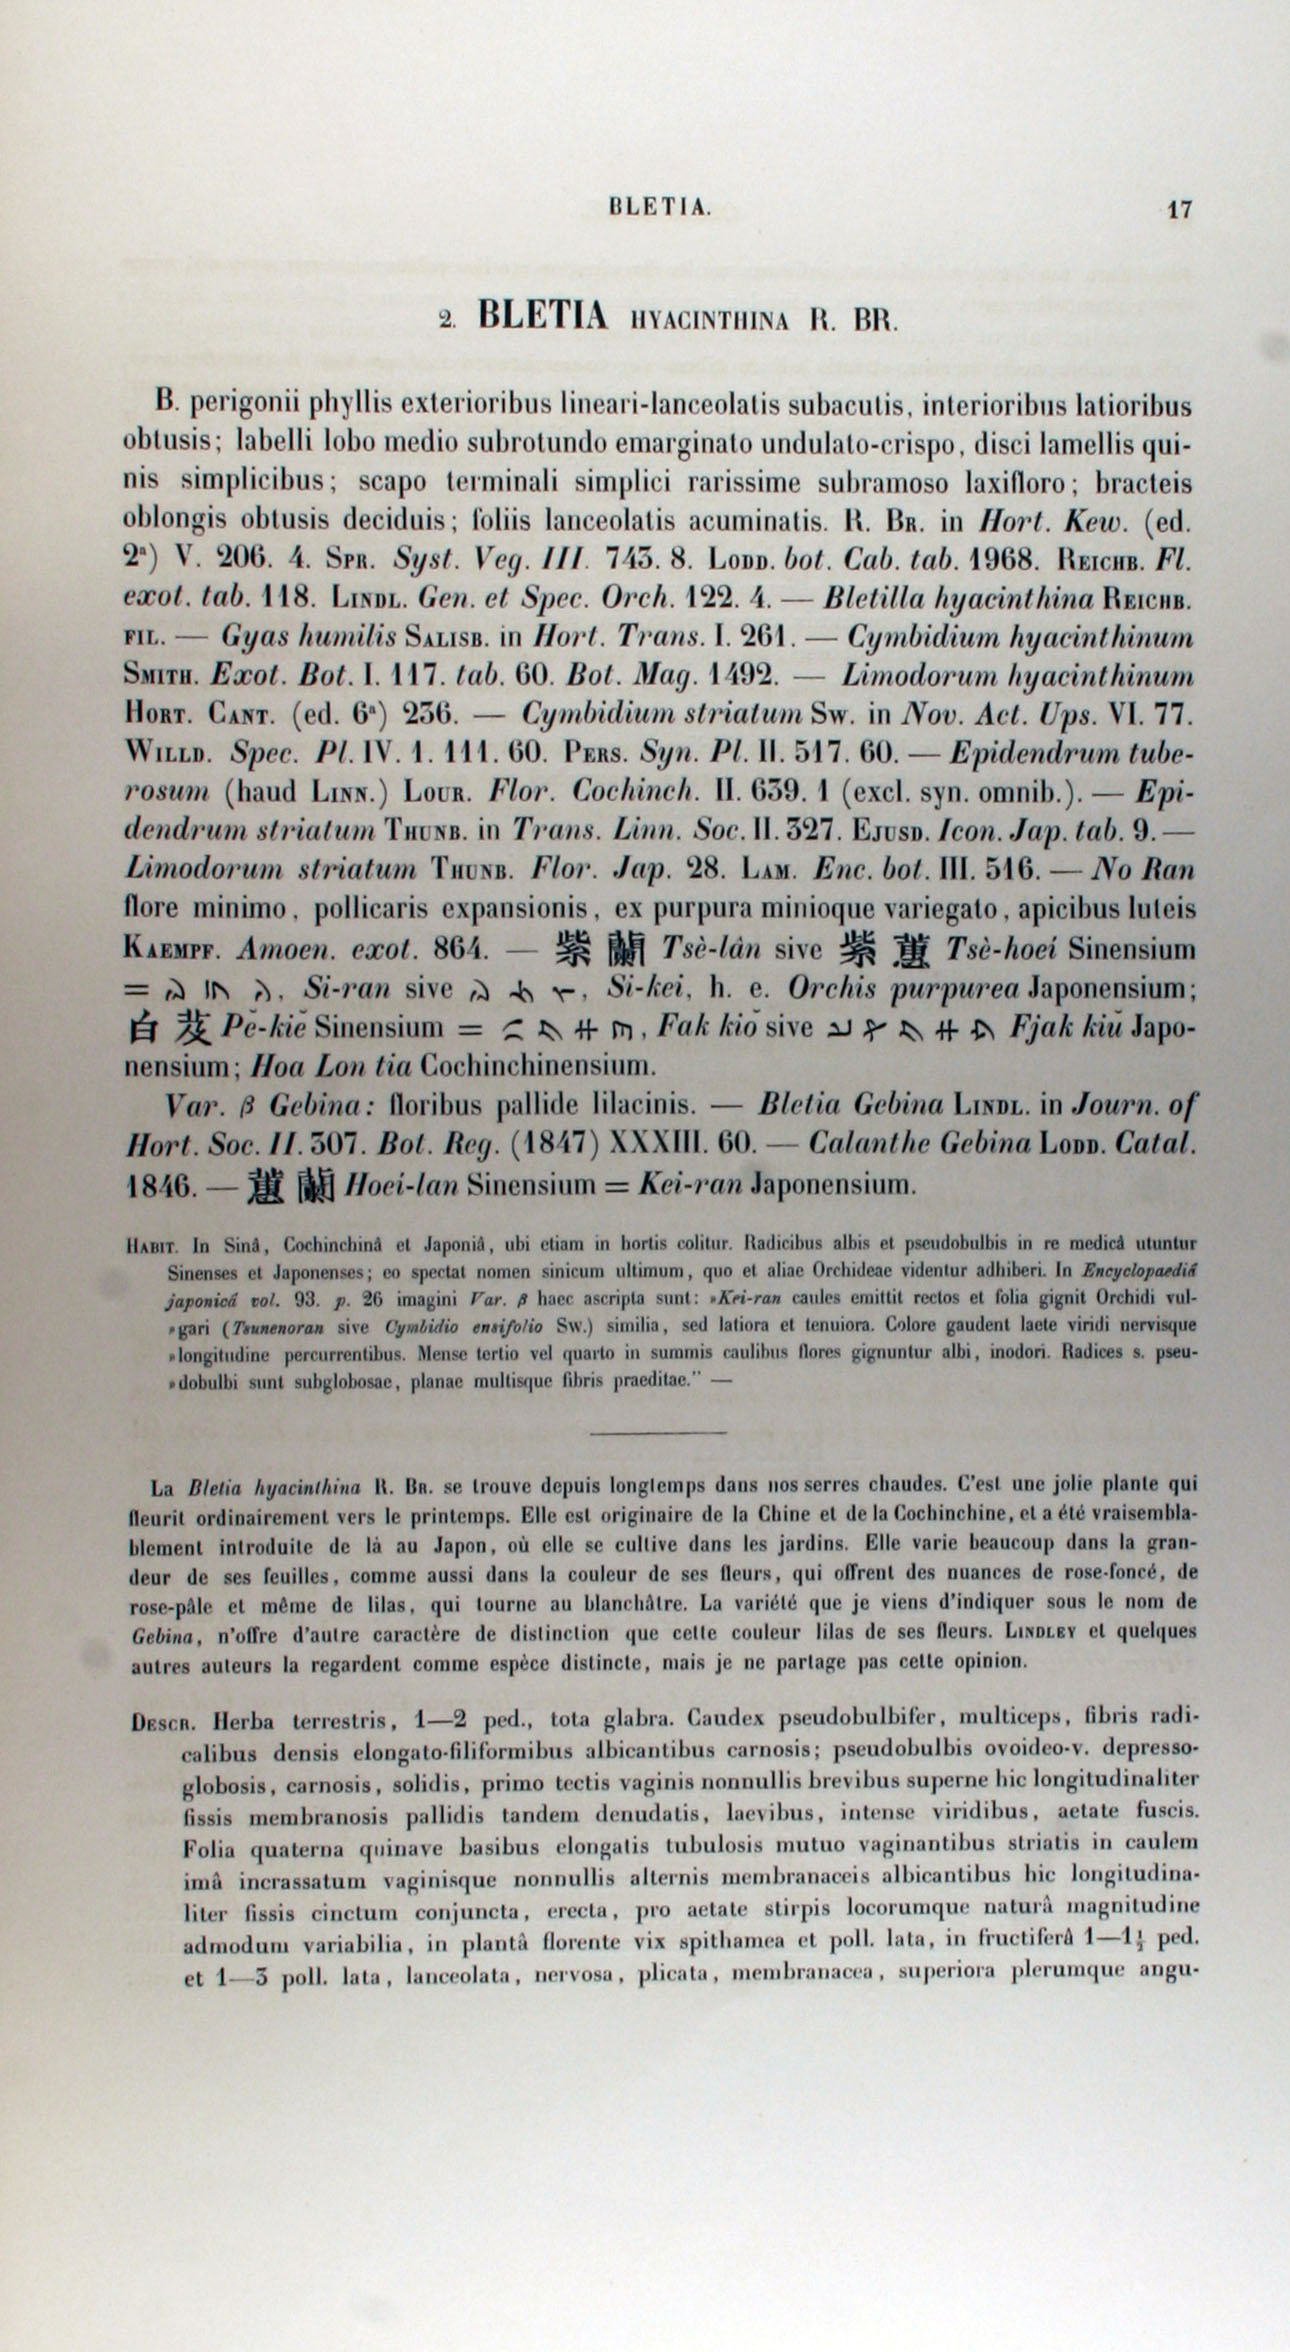 BLETIA. 17
2. BLETIA HYACINTHINA R. BR.
B. perigonii phyllis exterioribus lineari-lanceolatis subacutis, interioribus latioribus
obtusis; labelli lobo medio subrotundo emarginato undulato-crispo, disci lamellis qui-
nis simplicibus; scapo terminali simplici rarissime subramoso laxifloro; bracteis
oblongis obtusis deciduis; foliis lanceolatis acuminatis. R. BR. in Hort. Kew. (ed.
2ª) V. 206. 4. SPR. Syst. Veg. III. 743. 8. LODD. bot. Cab. tab. 1968. REICHB. Fl.
exot. tab. 118. LINDL. Gen. et Spec. Orch. 122. 4. — Bletilla hyacinthina REICHB.
FIL. — Gyas humilis SALISB. in Hort. Trans. I. 261. — Cymbidium hyacinthinum
SMITH. Exot. Bot. I. 117. tab. 60. Bot. Mag. 1492. — Limodorum hyacinthinum
HORT. CANT. (ed. 6ª) 236. — Cymbidium striatum SW. in Nov. Act. Ups. VI. 77.
WILLD. Spec. Pl. IV. 1. 111. 60. PERS. Syn. Pl. II. 517. 60. — Epidendrum tube-
rosum (haud LINN.) LOUR. Flor. Cochinch. II. 639. 1 (excl. syn. omnib.). — Epi-
dendrum striatum THUNB. in Trans. Linn. Soc. II. 327. EJUSD. Icon. Jap. tab. 9. —
Limodorum striatum THUNB. Flor. Jap. 28. LAM. Enc. bot. III. 516. — No Ran
flore minimo, pollicaris expansionis, ex purpura minioque variegato, apicibus luteis
KAEMPF. Amoen. exot. 864. — 紫 蘭 Tsè-lân sive 紫 蕙 Tsè-hoeí Sinensium
= Si-ran sive Si-kei, h. e. Orchis purpurea Japonensium;
白 芨 Pĕ-kiĕ Sinensium = Fak kiŏ sive Fjak kiŭ Japo-
nensium; Hoa Lon tia Cochinchinensium.
Var. β Gebina: floribus pallide lilacinis. — Bletia Gebina LINDL. in Journ. of
Hort. Soc. II. 307. Bot. Reg. (1847) XXXIII. 60. — Calanthe Gebina LODD. Catal.
1846. — 蕙 蘭 Hoei-lan Sinensium = Kei-ran Japonensium.
HABIT. In Sinâ, Cochinchinâ et Japoniâ, ubi etiam in hortis colitur. Radicibus albis et pseudobulbis in re medicâ utuntur
Sinenses et Japonenses; eo spectat nomen sinicum ultimum, quo et aliae Orchideae videntur adhiberi. In Encyclopaediâ
japonicâ vol. 93. p. 26 imagini Var. β haec ascripta sunt: »Kei-ran caules emittit rectos et folia gignit Orchidi vul-
»gari (Tsunenoran sive Cymbidio ensifolio SW.) similia, sed latiora et tenuiora. Colore gaudent laete viridi nervisque
»longitudine percurrentibus. Mense tertio vel quarto in summis caulibus flores gignuntur albi, inodori. Radices s. pseu-
»dobulbi sunt subglobosae, planae multisque fibris praeditae." —
La Bletia hyacinthina R. BR. se trouve depuis longtemps dans nos serres chaudes. C'est une jolie plante qui
fleurit ordinairement vers le printemps. Elle est originaire de la Chine et de la Cochinchine, et a été vraisembla-
blement introduite de là au Japon, où elle se cultive dans les jardins. Elle varie beaucoup dans la gran-
deur de ses feuilles, comme aussi dans la couleur de ses fleurs, qui offrent des nuances de rose-foncé, de
rose-pâle et même de lilas, qui tourne au blanchâtre. La variété que je viens d'indiquer sous le nom de
Gebina, n'offre d'autre caractère de distinction que cette couleur lilas de ses fleurs. LINDLEY et quelques
autres auteurs la regardent comme espèce distincte, mais je ne partage pas cette opinion.
DESCR. Herba terrestris, 1—2 ped., tota glabra. Caudex pseudobulbifer, multiceps, fibris radi-
calibus densis elongato-filiformibus albicantibus carnosis; pseudobulbis ovoideo-v. depresso-
globosis, carnosis, solidis, primo tectis vaginis nonnullis brevibus superne hic longitudinaliter
fissis membranosis pallidis tandem denudatis, laevibus, intense viridibus, aetate fuscis.
Folia quaterna quinave basibus elongatis tubulosis mutuo vaginantibus striatis in caulem
imâ incrassatum vaginisque nonnullis alternis membranaceis albicantibus hic longitudina-
liter fissis cinctum conjuncta, erecta, pro aetate stirpis locorumque naturâ magnitudine
admodum variabilia, in plantâ florente vix spithamea et poll. lata, in fructiferâ 1—1½ ped.
et 1—3 poll. lata, lanceolata, nervosa, plicata, membranacea, superiora plerumque angu-